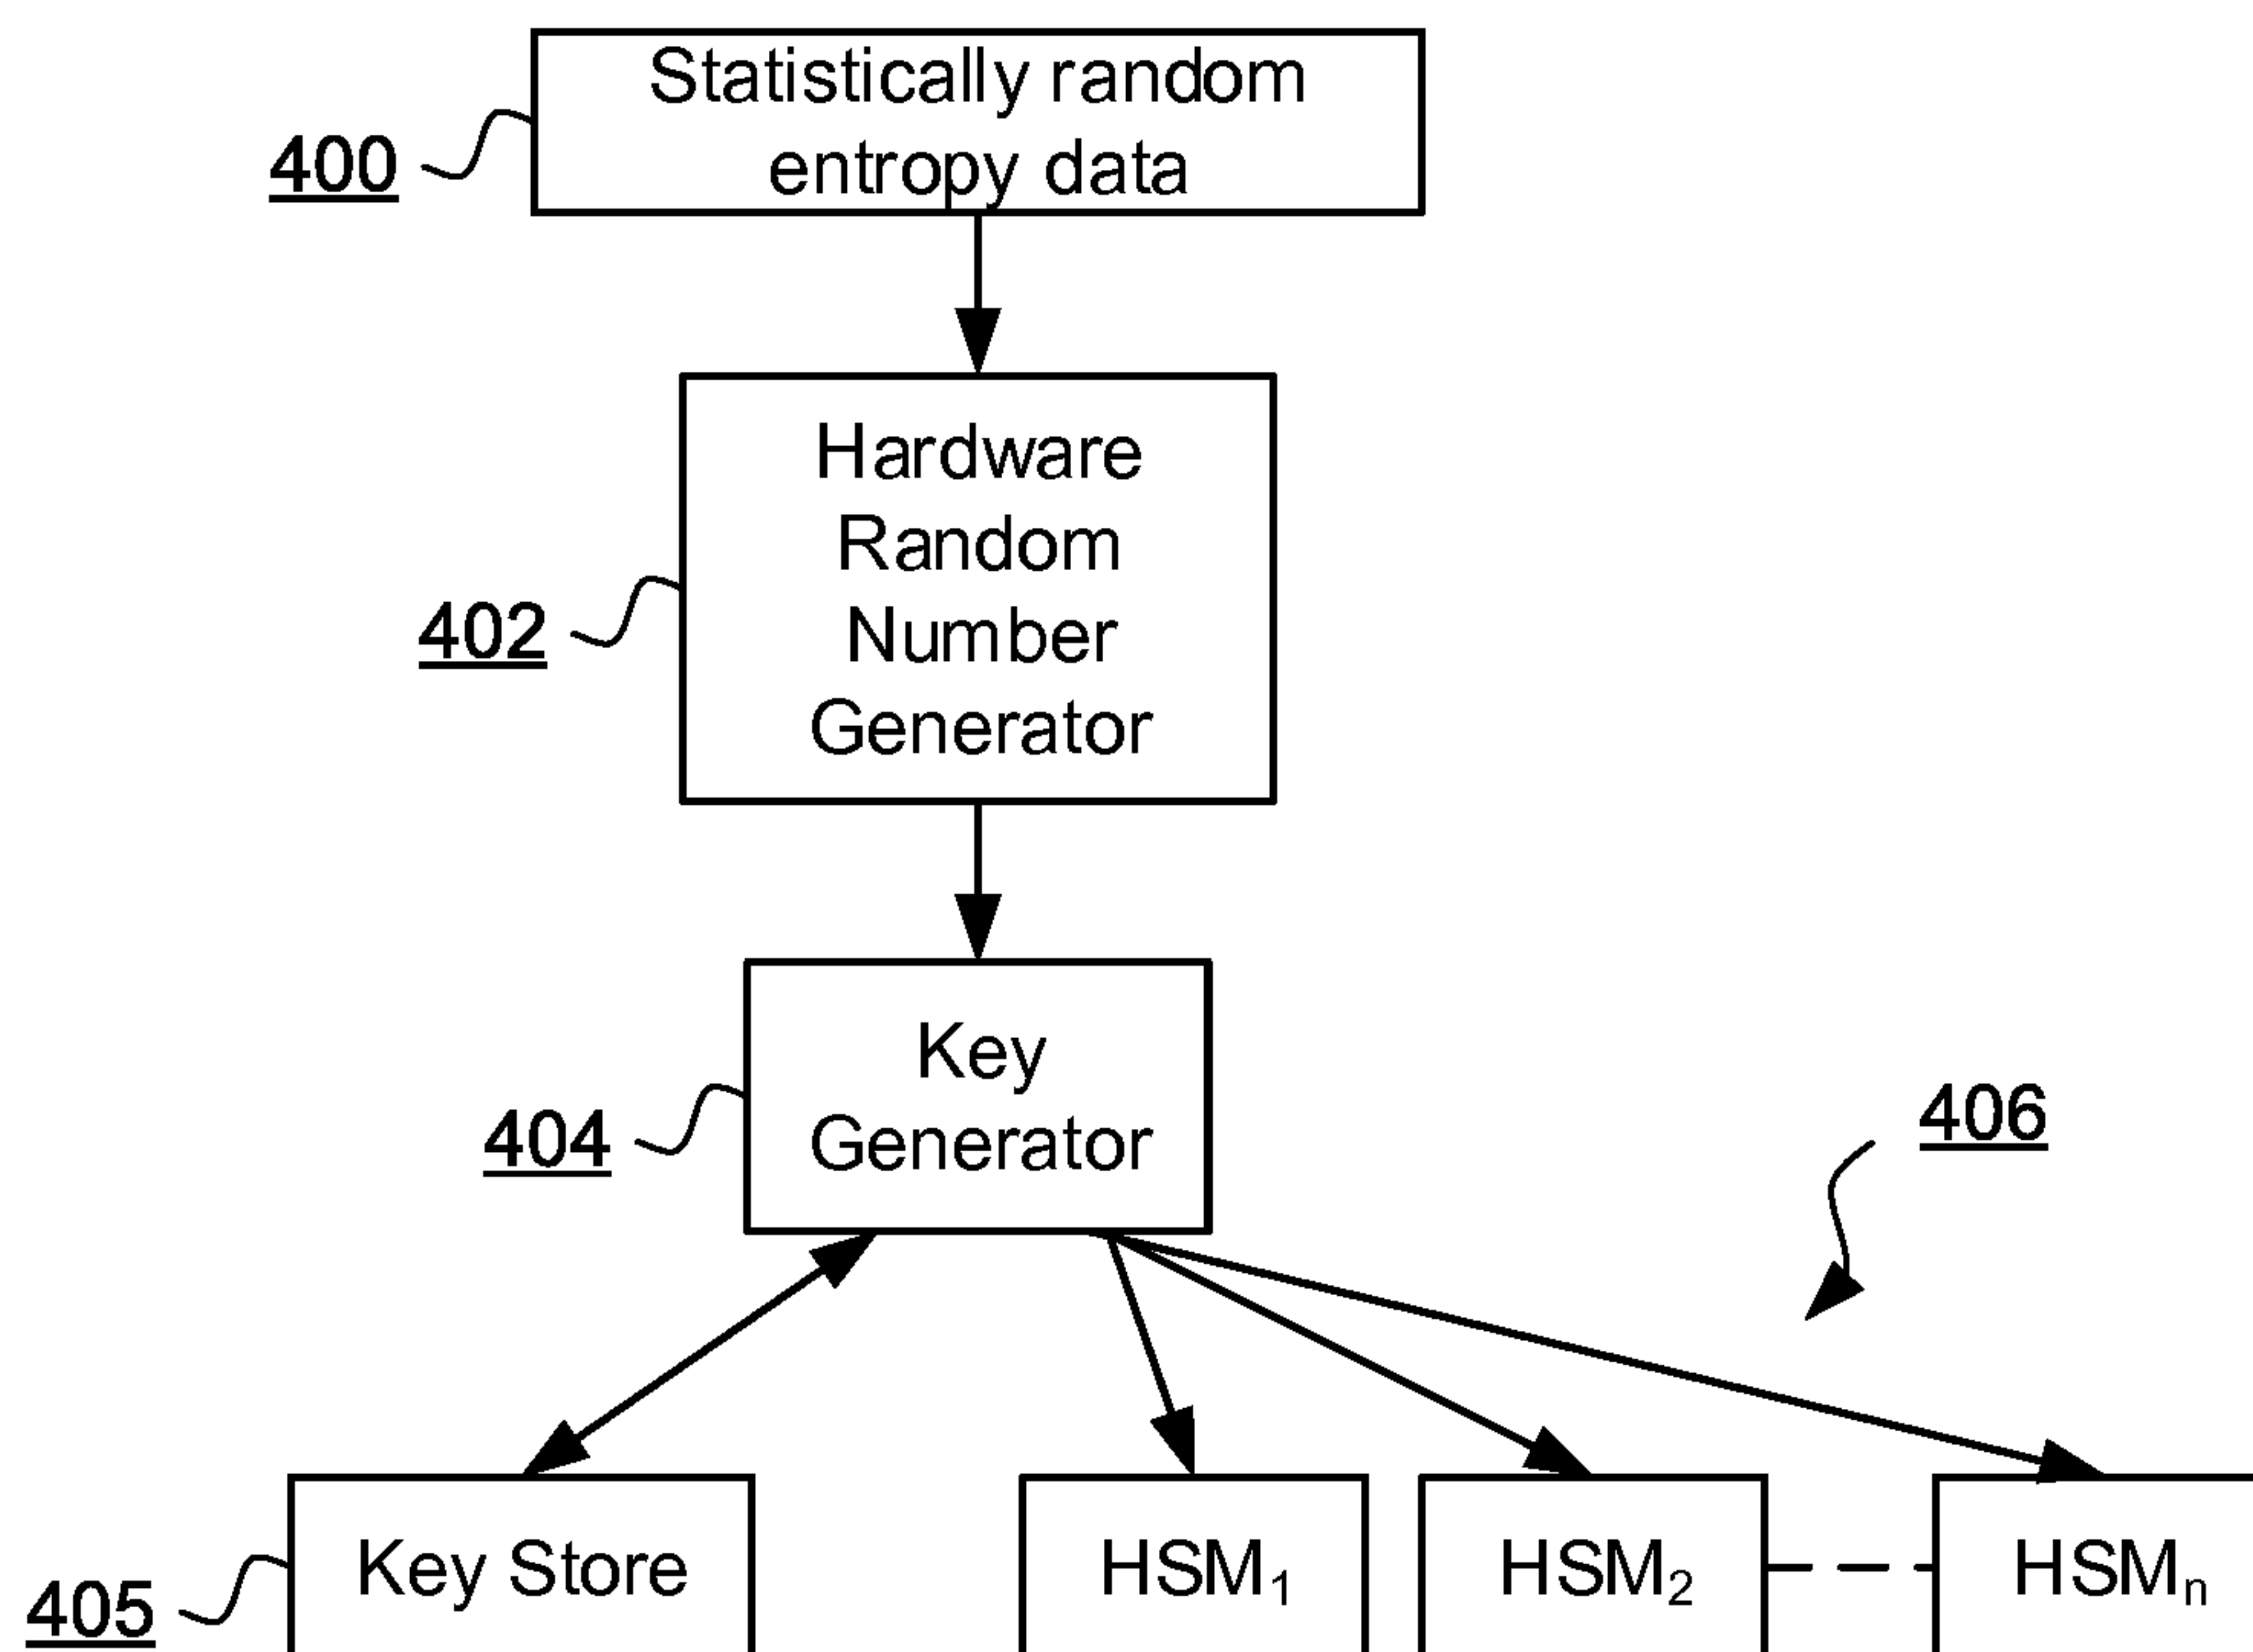 Statistically random
entropy data
400
Hardware
Random
Number
Generator
402
Key
Generator
404
406
Key Store
405
HSM₁
HSM₂
HSMₙ